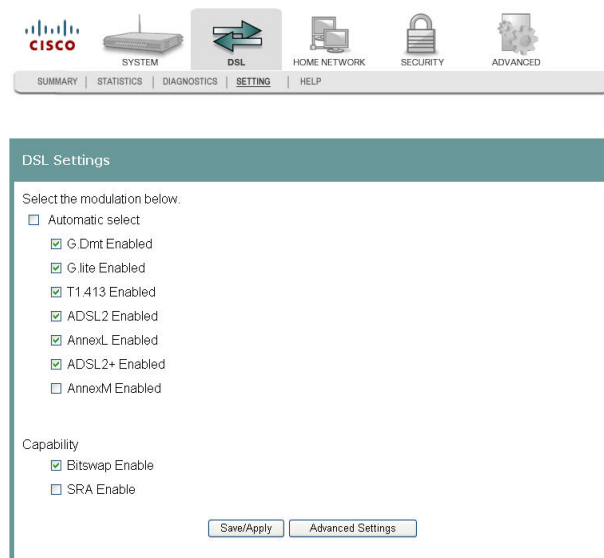 CISCO
SYSTEM DSL HOME NETWORK SECURITY ADVANCED
SUMMARY | STATISTICS | DIAGNOSTICS | SETTING | HELP
DSL Settings
Select the modulation below.
Automatic select
G.Dmt Enabled
G.lite Enabled
T1.413 Enabled
ADSL2 Enabled
AnnexL Enabled
ADSL2+ Enabled
AnnexM Enabled
Capability
Bitswap Enable
SRA Enable
Save/Apply Advanced Settings